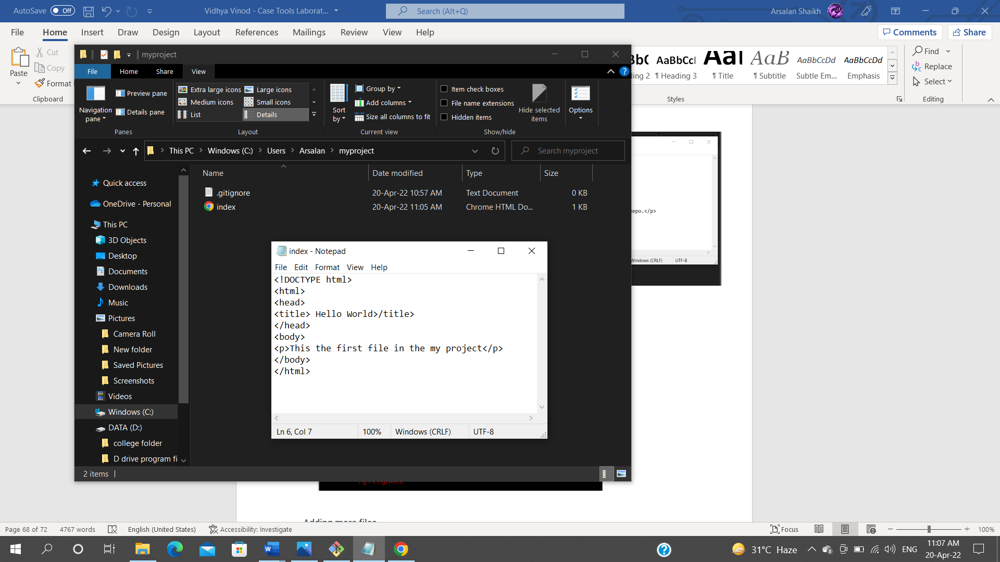 AutoSave Off Vidhya Vinod - Case Tools Laborat... Search (Alt+Q) Arsalan Shaikh
File Home Insert Draw Design Layout References Mailings Review View Help Comments Share
Paste Cut Copy Format
Clipboard
¶ Heading 3 ¶ Title ¶ Subtitle Subtle Em... Emphasis
AaBbCcDd AaBbCcDd
Styles
Find Replace Select
Editing
myproject
File Home Share View
Navigation pane Preview pane Details pane
Panes
Extra large icons Large icons
Medium icons Small icons
List Details
Layout
Sort by Group by Add columns Size all columns to fit
Current view
Item check boxes
File name extensions
Hidden items
Hide selected items
Show/hide
Options
This PC Windows (C:) Users Arsalan myproject Search myproject
Name Date modified Type Size
.gitignore 20-Apr-22 10:57 AM Text Document 0 KB
index 20-Apr-22 11:05 AM Chrome HTML Do... 1 KB
Quick access
OneDrive - Personal
This PC
3D Objects
Desktop
Documents
Downloads
Music
Pictures
Camera Roll
New folder
Saved Pictures
Screenshots
Videos
Windows (C:)
DATA (D:)
college folder
D drive program fi
2 items
index - Notepad
File Edit Format View Help
<!DOCTYPE html>
<html>
<head>
<title> Hello World>/title>
</head>
<body>
<p>This the first file in the my project</p>
</body>
</html>
Ln 6, Col 7 100% Windows (CRLF) UTF-8
epo.</p>
Windows (CRLF) UTF-8
.gitignore
Adding more files
Page 68 of 72 4767 words English (United States) Accessibility: Investigate Focus 100%
31°C Haze ENG 11:07 AM
20-Apr-22